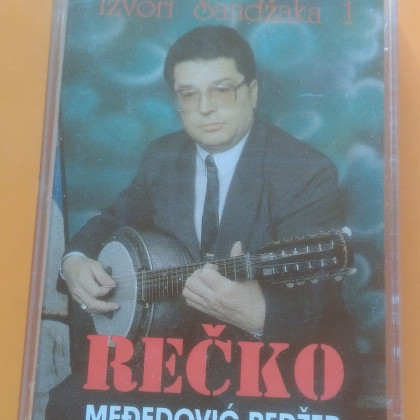 Izvori Sandžaka 1
REČKO
MEĐEDOVIĆ REDŽEP